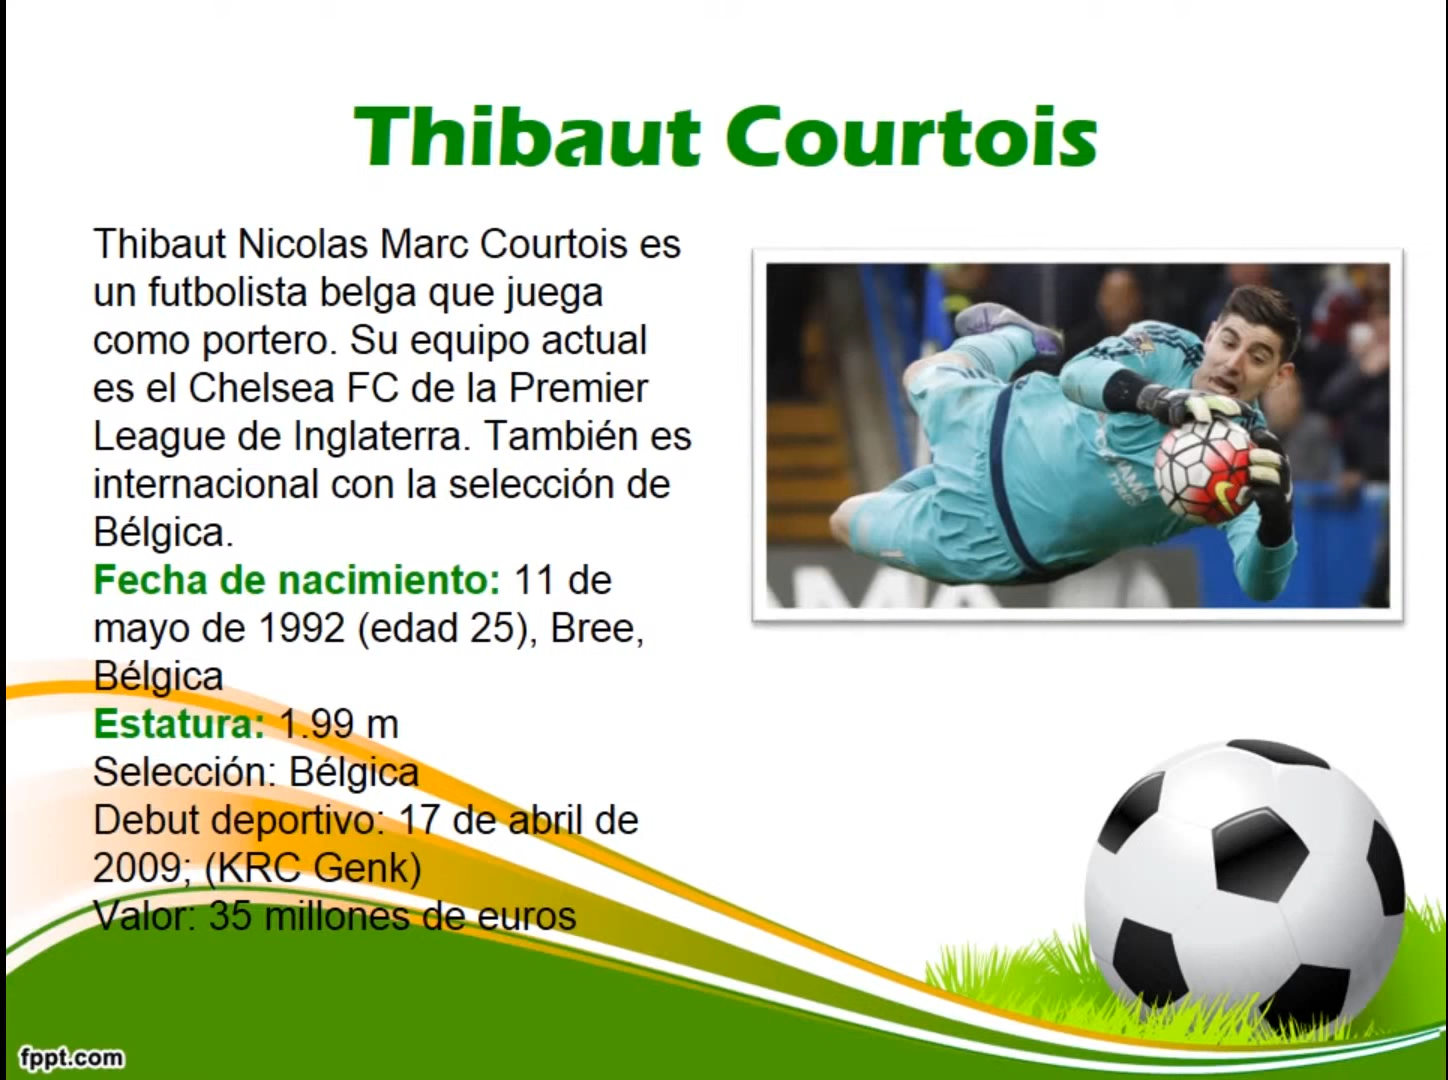 Thibaut Courtois
Thibaut Nicolas Marc Courtois es
un futbolista belga que juega
como portero. Su equipo actual
es el Chelsea FC de la Premier
League de Inglaterra. También es
internacional con la selección de
Bélgica.
Fecha de nacimiento: 11 de
mayo de 1992 (edad 25), Bree,
Bélgica
Estatura: 1.99 m
Selección: Bélgica
Debut deportivo: 17 de abril de
2009; (KRC Genk)
Valor: 35 millones de euros
fppt.com